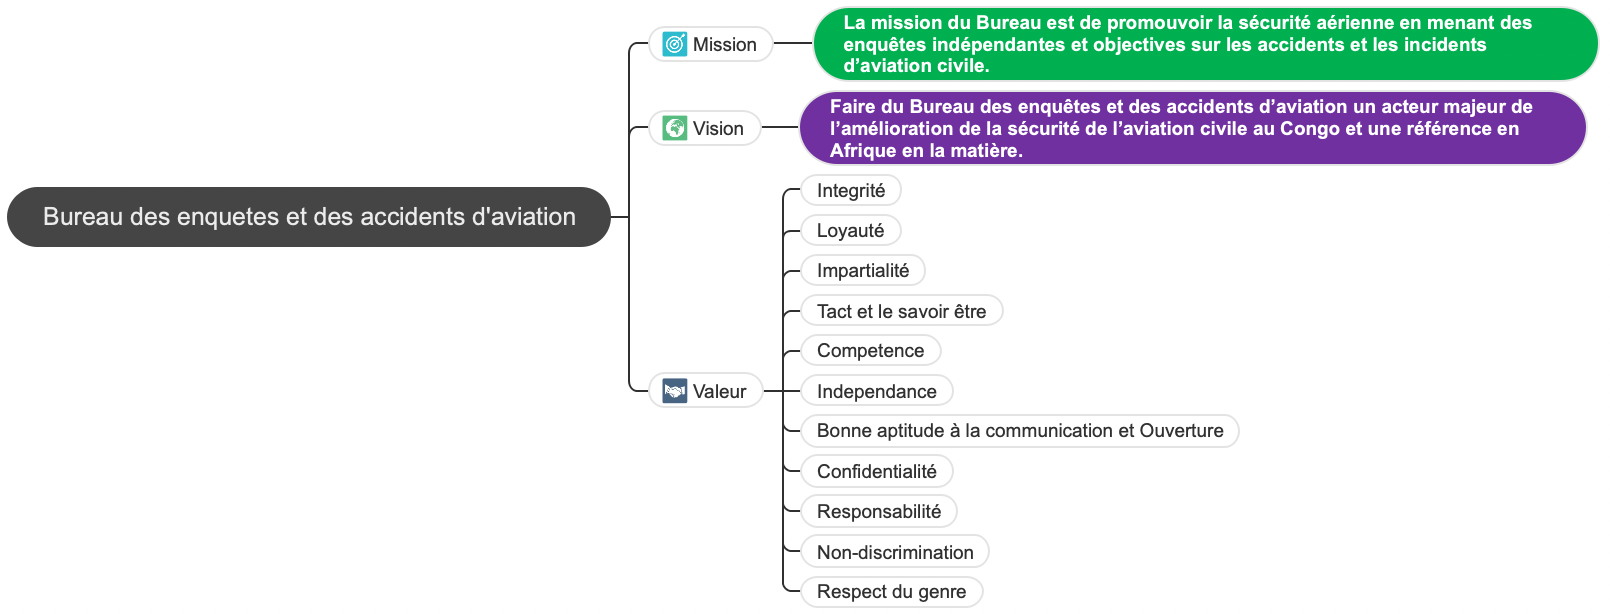 Bureau des enquetes et des accidents d'aviation
Mission
La mission du Bureau est de promouvoir la sécurité aérienne en menant des
enquêtes indépendantes et objectives sur les accidents et les incidents
d’aviation civile.
Vision
Faire du Bureau des enquêtes et des accidents d’aviation un acteur majeur de
l’amélioration de la sécurité de l’aviation civile au Congo et une référence en
Afrique en la matière.
Valeur
Integrité
Loyauté
Impartialité
Tact et le savoir être
Competence
Independance
Bonne aptitude à la communication et Ouverture
Confidentialité
Responsabilité
Non-discrimination
Respect du genre